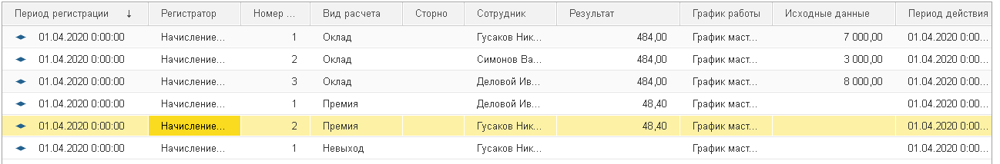 Период регистрации ↓ Регистратор Номер ... Вид расчета Сторно Сотрудник Результат График работы Исходные данные Период действия
01.04.2020 0:00:00 Начисление... 1 Оклад Гусаков Ник... 484,00 График маст... 7 000,00 01.04.2020 0:00...
01.04.2020 0:00:00 Начисление... 2 Оклад Симонов Ва... 484,00 График маст... 3 000,00 01.04.2020 0:00...
01.04.2020 0:00:00 Начисление... 3 Оклад Деловой Ив... 484,00 График маст... 8 000,00 01.04.2020 0:00...
01.04.2020 0:00:00 Начисление... 1 Премия Деловой Ив... 48,40 График маст... 01.04.2020 0:00...
01.04.2020 0:00:00 Начисление... 2 Премия Гусаков Ник... 48,40 График маст... 01.04.2020 0:00...
01.04.2020 0:00:00 Начисление... 1 Невыход Гусаков Ник... График маст... 01.04.2020 0:00...